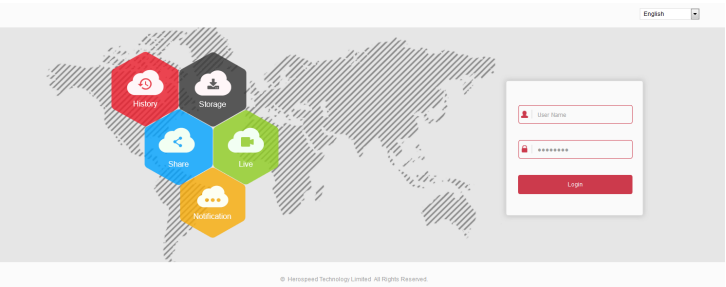 English
History
Storage
Share
Live
Notification
User Name
Login
© Herospeed Technology Limited. All Rights Reserved.